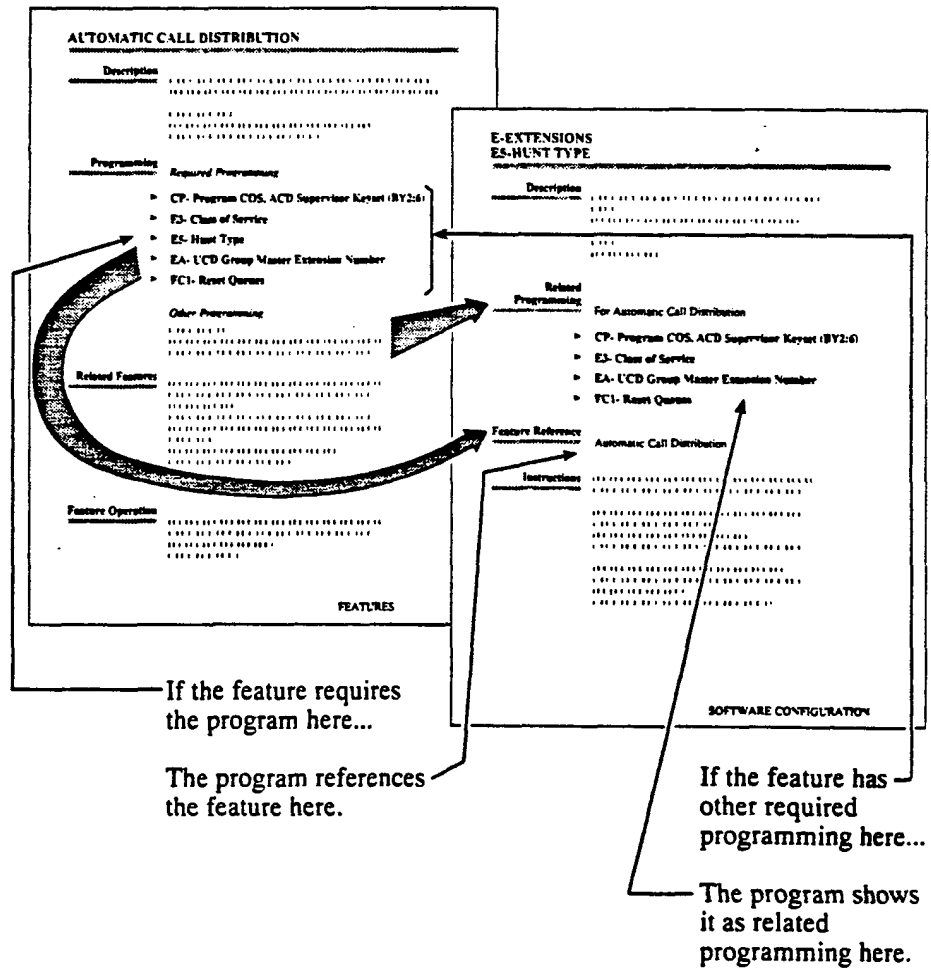 AUTOMATIC CALL DISTRIBUTION
Description
Programming
Required Programming
CP- Program COS, ACD Supervisor Keyset (BY2:6)
E3- Class of Service
E5- Hunt Type
EA- UCD Group Master Extension Number
FC1- Reset Queues
Other Programming
Related Features
Feature Operation
FEATURES
E-EXTENSIONS
E5-HUNT TYPE
Description
Related
Programming
For Automatic Call Distribution
CP- Program COS, ACD Supervisor Keyset (BY2:6)
E3- Class of Service
EA- UCD Group Master Extension Number
FC1- Reset Queues
Feature Reference
Automatic Call Distribution
Instructions
SOFTWARE CONFIGURATION
If the feature requires
the program here...
The program references
the feature here.
If the feature has
other required
programming here...
The program shows
it as related
programming here.